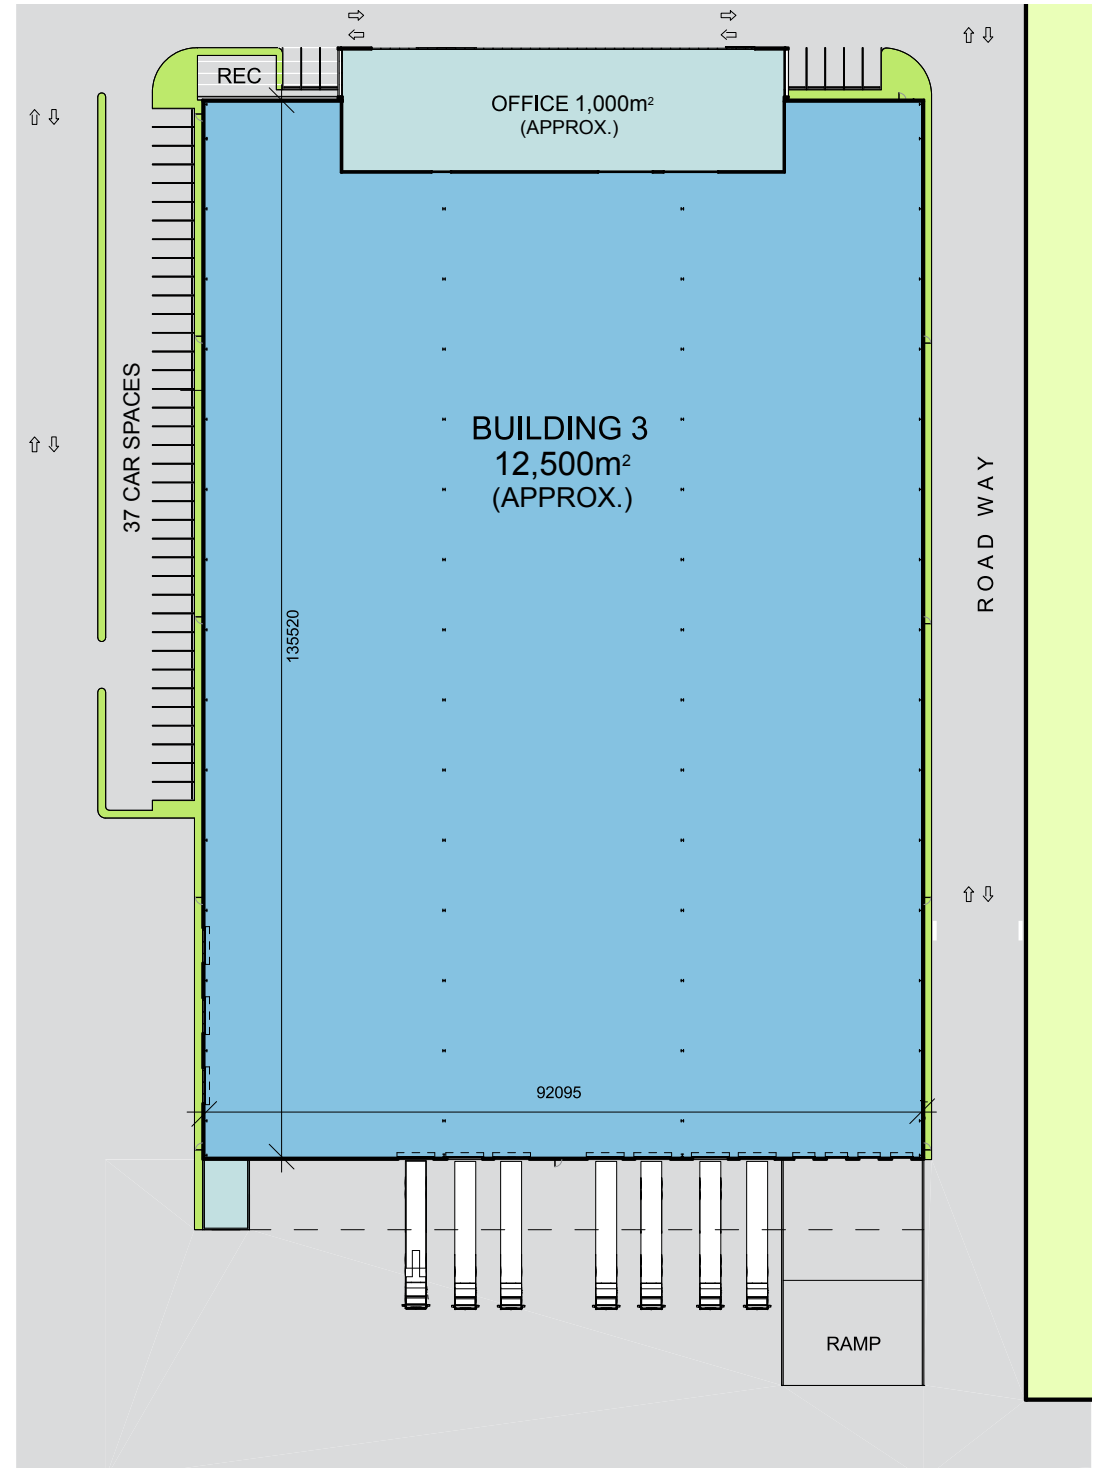 REC
OFFICE 1,000m²
(APPROX.)
37 CAR SPACES
BUILDING 3
12,500m²
(APPROX.)
ROAD WAY
135520
92095
RAMP